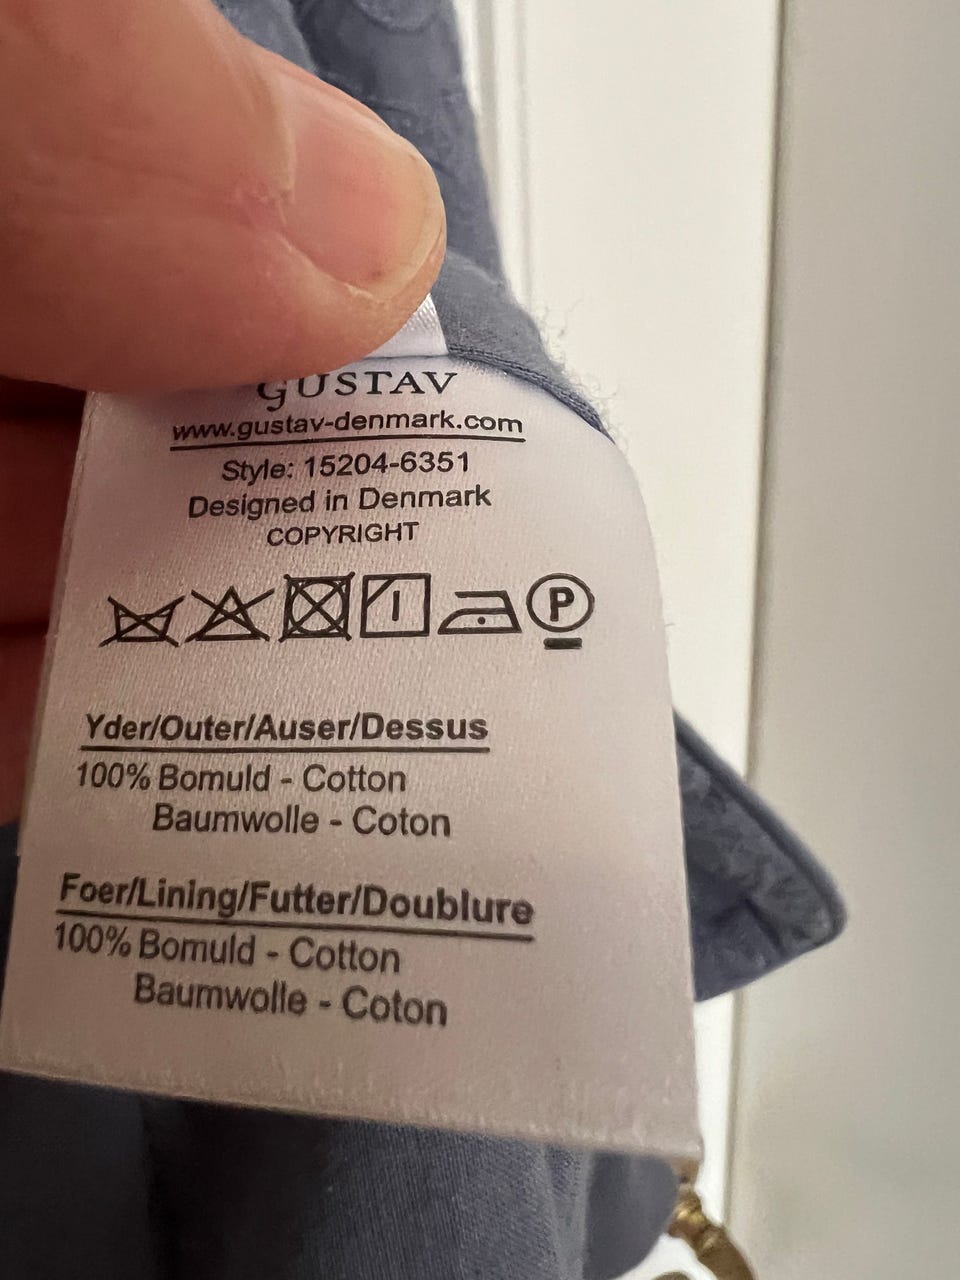 GUSTAV
www.gustav-denmark.com
Style: 15204-6351
Designed in Denmark
COPYRIGHT
P
Yder/Outer/Auser/Dessus
100% Bomuld - Cotton
Baumwolle - Coton
Foer/Lining/Futter/Doublure
100% Bomuld - Cotton
Baumwolle - Coton